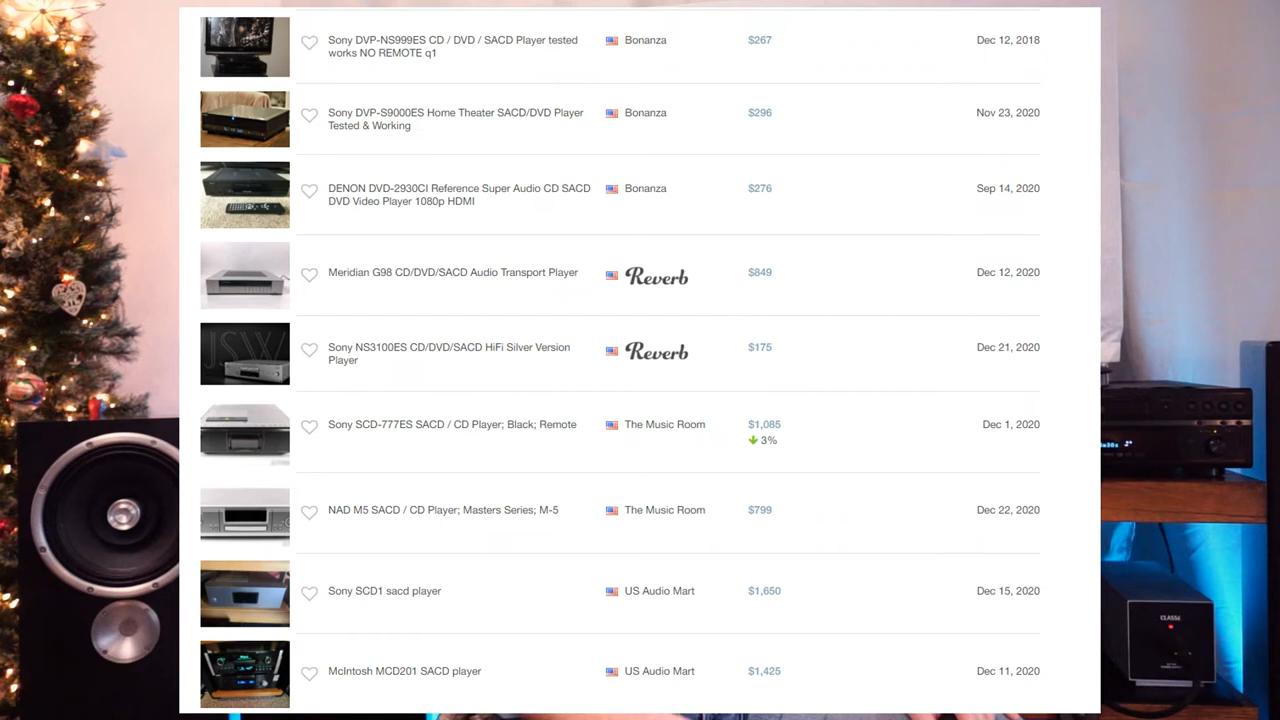 Sony DVP-NS999ES CD / DVD / SACD Player tested
works NO REMOTE q1
Bonanza
$267
Dec 12, 2018
Sony DVP-S9000ES Home Theater SACD/DVD Player
Tested & Working
Bonanza
$296
Nov 23, 2020
DENON DVD-2930CI Reference Super Audio CD SACD
DVD Video Player 1080p HDMI
Bonanza
$276
Sep 14, 2020
Meridian G98 CD/DVD/SACD Audio Transport Player
Reverb
$849
Dec 12, 2020
JSW
Sony NS3100ES CD/DVD/SACD HiFi Silver Version
Player
Reverb
$175
Dec 21, 2020
Sony SCD-777ES SACD / CD Player; Black; Remote
The Music Room
$1,085
3%
Dec 1, 2020
NAD M5 SACD / CD Player; Masters Series; M-5
The Music Room
$799
Dec 22, 2020
Sony SCD1 sacd player
US Audio Mart
$1,650
Dec 15, 2020
McIntosh MCD201 SACD player
US Audio Mart
$1,425
Dec 11, 2020
CLASSÉ